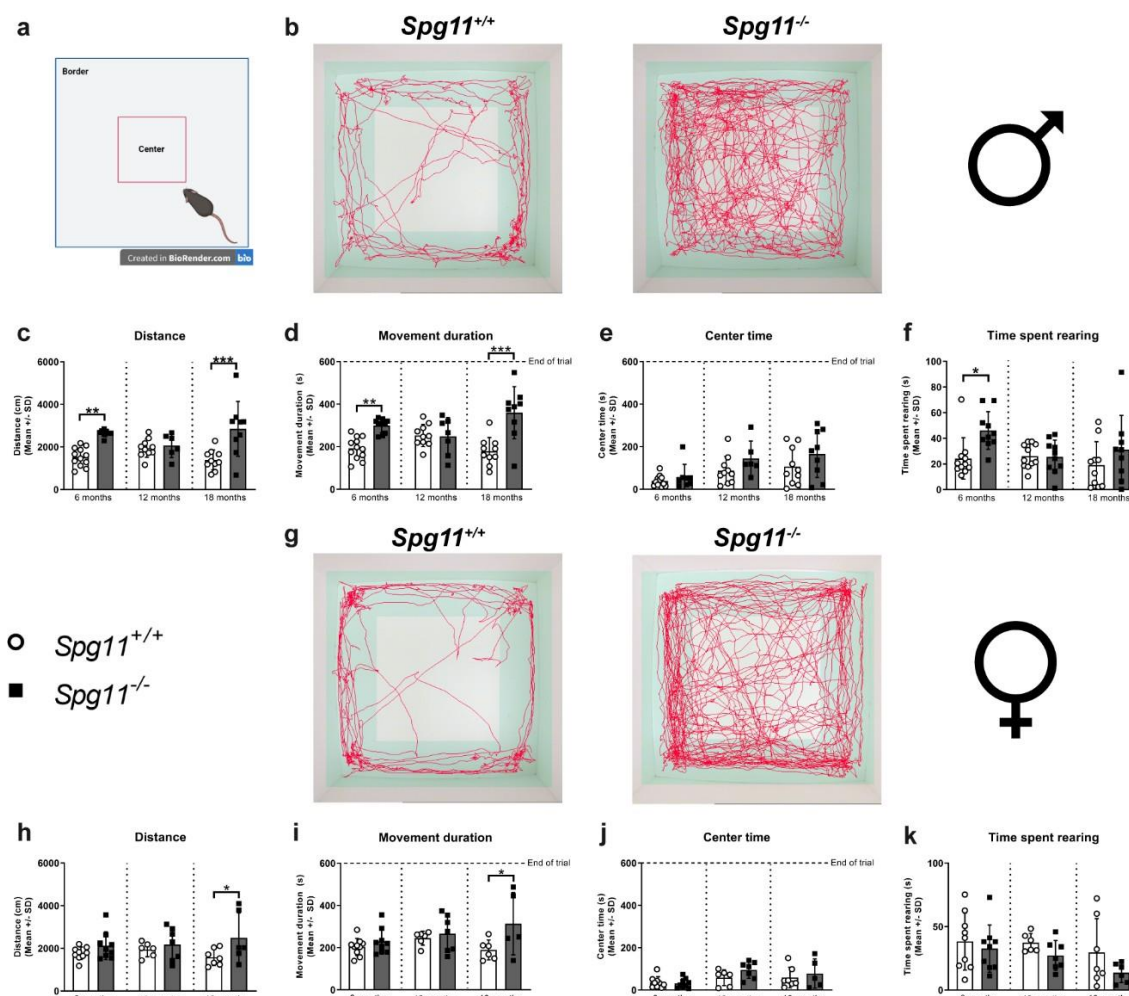 a
Border
Center
Created in BioRender.com bio
b
Spg11+/+
Spg11-/-
c
Distance
Distance (cm)
(Mean +/- SD)
6000
4000
2000
0
**
***
6 months
12 months
18 months
d
Movement duration
Movement duration (s)
(Mean +/- SD)
600
400
200
0
**
***
End of trial
6 months
12 months
18 months
e
Center time
Center time (s)
(Mean +/- SD)
600
400
200
0
End of trial
6 months
12 months
18 months
f
Time spent rearing
Time spent rearing (s)
(Mean +/- SD)
100
80
60
40
20
0
*
6 months
12 months
18 months
g
Spg11+/+
Spg11-/-
Spg11+/+
Spg11-/-
h
Distance
Distance (cm)
(Mean +/- SD)
6000
4000
2000
0
*
i
Movement duration
Movement duration (s)
(Mean +/- SD)
600
400
200
0
*
End of trial
j
Center time
Center time (s)
(Mean +/- SD)
600
400
200
0
End of trial
k
Time spent rearing
Time spent rearing (s)
(Mean +/- SD)
100
50
0